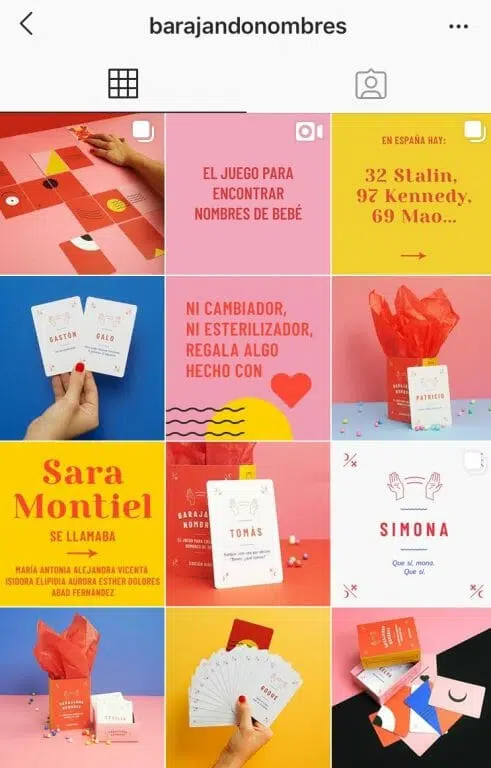 barajandonombres
EL JUEGO PARA
ENCONTRAR
NOMBRES DE BEBÉ
EN ESPAÑA HAY:
32 Stalin,
97 Kennedy,
69 Mao...
GASTÓN
GALO
NI CAMBIADOR,
NI ESTERILIZADOR,
REGALA ALGO
HECHO CON
PATRICIO
Sara
Montiel
SE LLAMABA
MARÍA ANTONIA ALEJANDRA VICENTA
ISIDORA ELIPIDIA AURORA ESTHER DOLORES
ABAD FERNÁNDEZ
TOMÁS
SIMONA
Que sí, mona.
Que sí.
BARAJANDO
NOMBRES
ROQUE